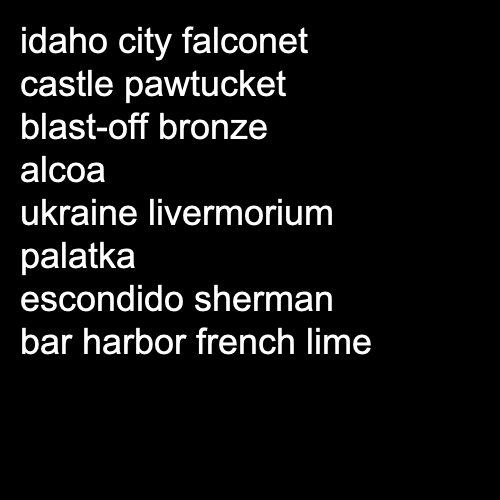 idaho city falconet
castle pawtucket
blast-off bronze
alcoa
ukraine livermorium
palatka
escondido sherman
bar harbor french lime